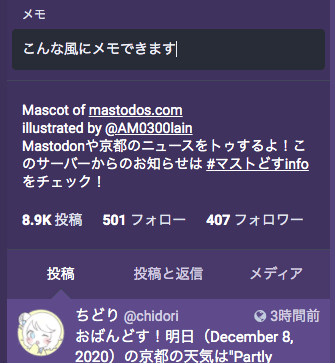 メモ
こんな風にメモできます
Mascot of mastodos.com
illustrated by @AM0300lain
Mastodonや京都のニュースをトゥするよ！こ
のサーバーからのお知らせは #マストどすinfo
をチェック！
8.9K 投稿 501 フォロー 407 フォロワー
投稿 投稿と返信 メディア
ちどり @chidori 3時間前
おばんどす！明日（December 8,
2020）の京都の天気は"Partly